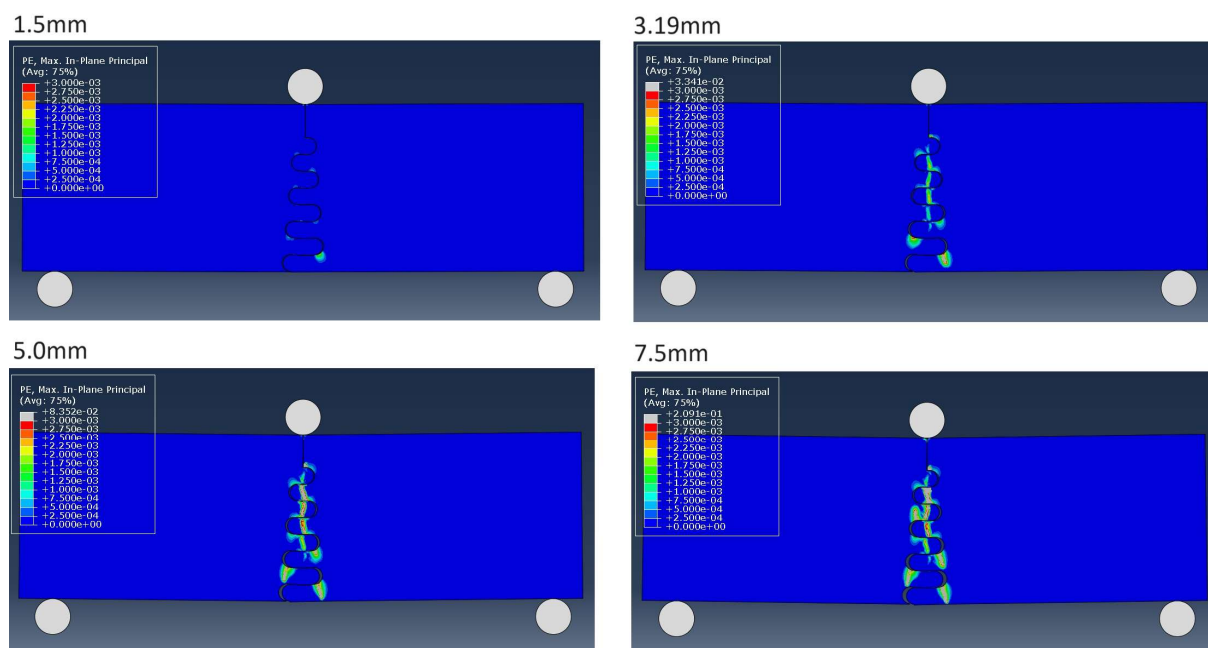 1.5mm
PE, Max. In-Plane Principal
(Avg: 75%)
+3.000e-03
+2.750e-03
+2.500e-03
+2.250e-03
+2.000e-03
+1.750e-03
+1.500e-03
+1.250e-03
+1.000e-03
+7.500e-04
+5.000e-04
+2.500e-04
+0.000e+00
3.19mm
PE, Max. In-Plane Principal
(Avg: 75%)
+3.341e-02
+3.000e-03
+2.750e-03
+2.500e-03
+2.250e-03
+2.000e-03
+1.750e-03
+1.500e-03
+1.250e-03
+1.000e-03
+7.500e-04
+5.000e-04
+2.500e-04
+0.000e+00
5.0mm
PE, Max. In-Plane Principal
(Avg: 75%)
+8.352e-02
+3.000e-03
+2.750e-03
+2.500e-03
+2.250e-03
+2.000e-03
+1.750e-03
+1.500e-03
+1.250e-03
+1.000e-03
+7.500e-04
+5.000e-04
+2.500e-04
+0.000e+00
7.5mm
PE, Max. In-Plane Principal
(Avg: 75%)
+2.091e-01
+3.000e-03
+2.750e-03
+2.500e-03
+2.250e-03
+2.000e-03
+1.750e-03
+1.500e-03
+1.250e-03
+1.000e-03
+7.500e-04
+5.000e-04
+2.500e-04
+0.000e+00